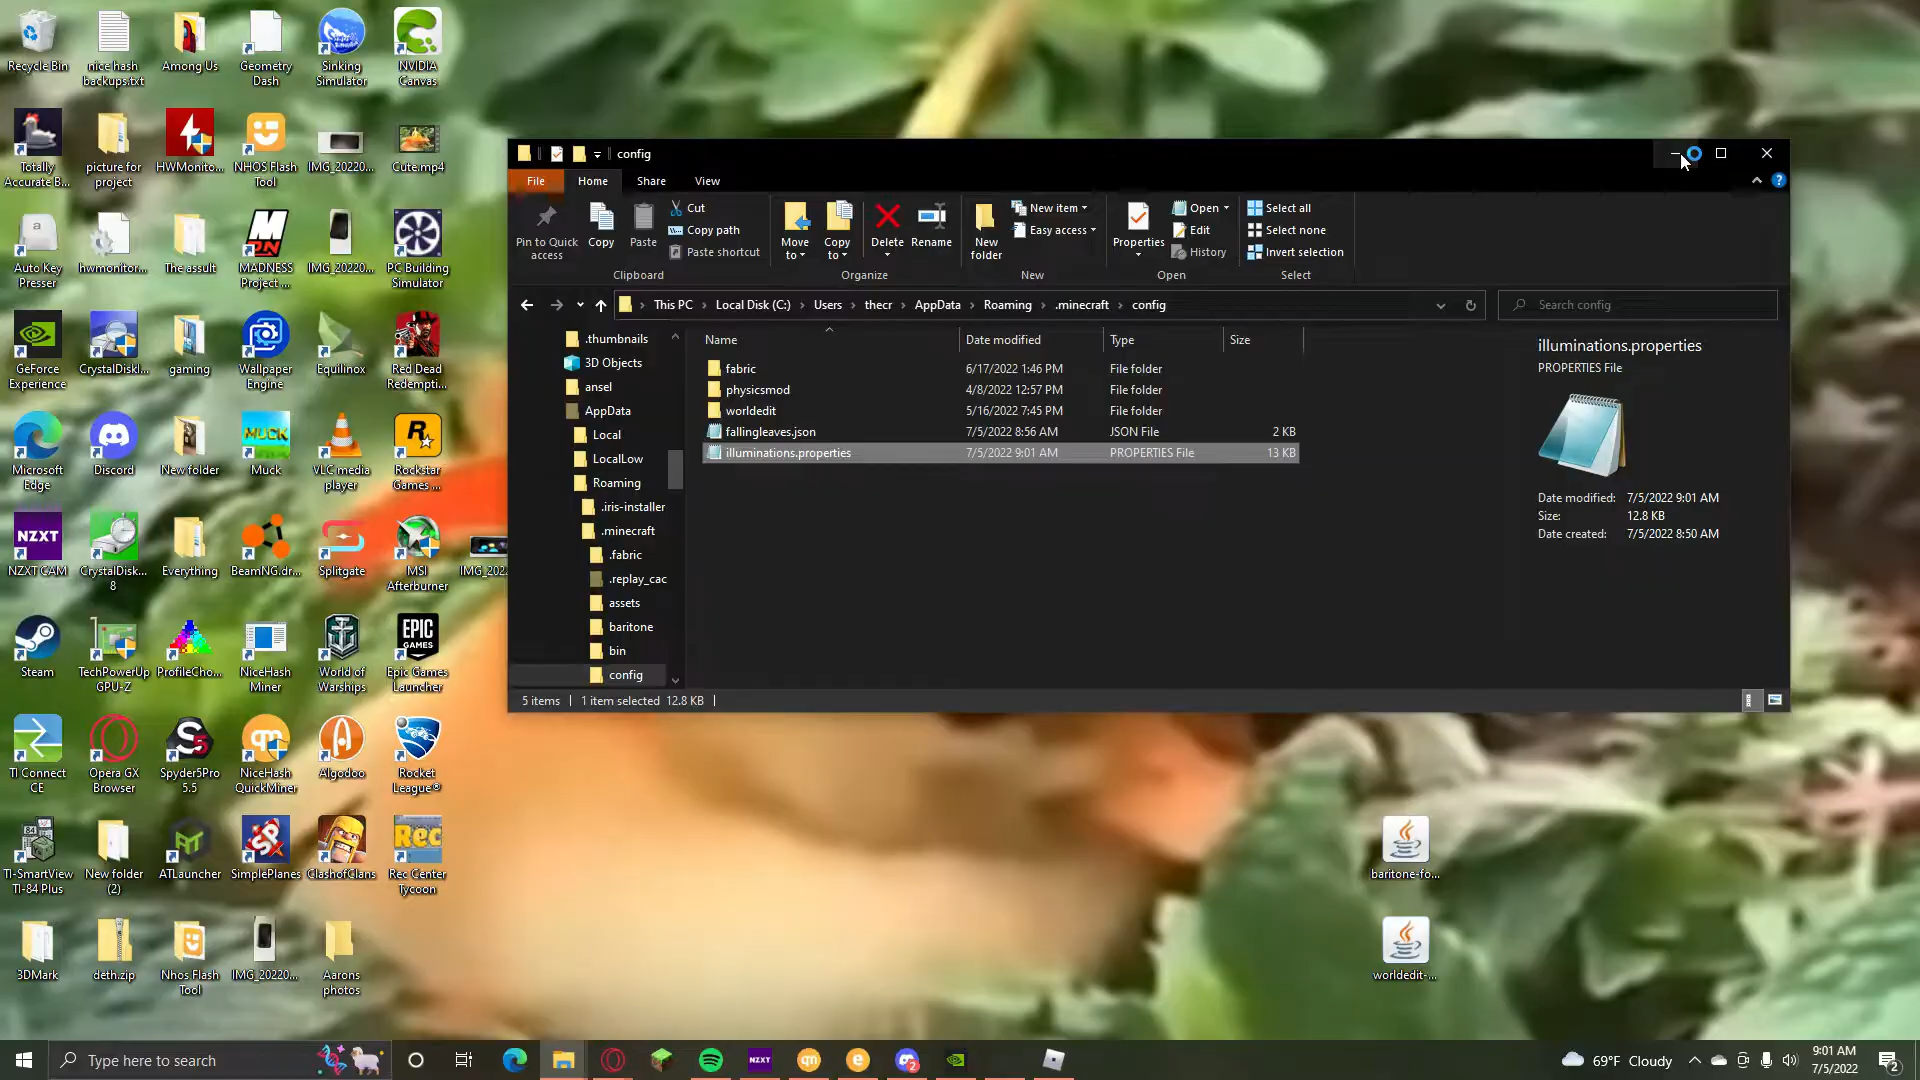 Recycle Bin
nice hash
backups.txt
Among Us
Geometry
Dash
Sinking
Simulator
NVIDIA
Canvas
Totally
Accurate B...
picture for
project
HWMonito...
NHOS Flash
Tool
IMG_20220...
Cute.mp4
Auto Key
Presser
hwmonitor...
The assult
MADNESS
Project ...
IMG_20220...
PC Building
Simulator
GeForce
Experience
CrystalDiskI...
gaming
Wallpaper
Engine
Equilinox
Red Dead
Redempti...
Microsoft
Edge
Discord
New folder
MUCK
Muck
VLC media
player
Rockstar
Games ...
NZXT
NZXT CAM
CrystalDisk...
8
Everything
BeamNG.dr...
Splitgate
MSI
Afterburner
IMG_202
Steam
TechPowerUp
GPU-Z
ProfileCho...
NiceHash
Miner
World of
Warships
EPIC
GAMES
Epic Games
Launcher
TI Connect
CE
Opera GX
Browser
Spyder5Pro
5.5
NiceHash
QuickMiner
Algodoo
Rocket
League®
TI-SmartView
TI-84 Plus
New folder
(2)
ATLauncher
SimplePlanes
ClashofClans
Rec Center
Tycoon
3DMark
deth.zip
Nhos Flash
Tool
IMG_20220...
Aarons
photos
config
File
Home
Share
View
Pin to Quick
access
Copy
Paste
Cut
Copy path
Paste shortcut
Clipboard
Move
to
Copy
to
Delete
Rename
Organize
New
folder
New item
Easy access
New
Properties
Open
Edit
History
Open
Select all
Select none
Invert selection
Select
This PC > Local Disk (C:) > Users > thecr > AppData > Roaming > .minecraft > config
Search config
.thumbnails
3D Objects
ansel
AppData
Local
LocalLow
Roaming
.iris-installer
.minecraft
.fabric
.replay_cac
assets
baritone
bin
config
Name Date modified Type Size
fabric 6/17/2022 1:46 PM File folder
physicsmod 4/8/2022 12:57 PM File folder
worldedit 5/16/2022 7:45 PM File folder
fallingleaves.json 7/5/2022 8:56 AM JSON File 2 KB
illuminations.properties 7/5/2022 9:01 AM PROPERTIES File 13 KB
illuminations.properties
PROPERTIES File
Date modified: 7/5/2022 9:01 AM
Size: 12.8 KB
Date created: 7/5/2022 8:50 AM
5 items
1 item selected 12.8 KB
baritone-fo...
worldedit-...
Type here to search
NZXT
69°F Cloudy
9:01 AM
7/5/2022
2